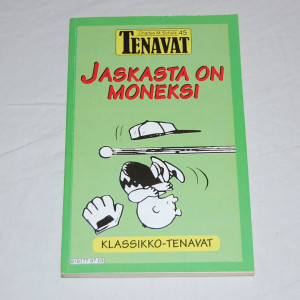 Charles M. Schulz 45
TENAVAT
JASKASTA ON
MONEKSI
KLASSIKKO-TENAVAT